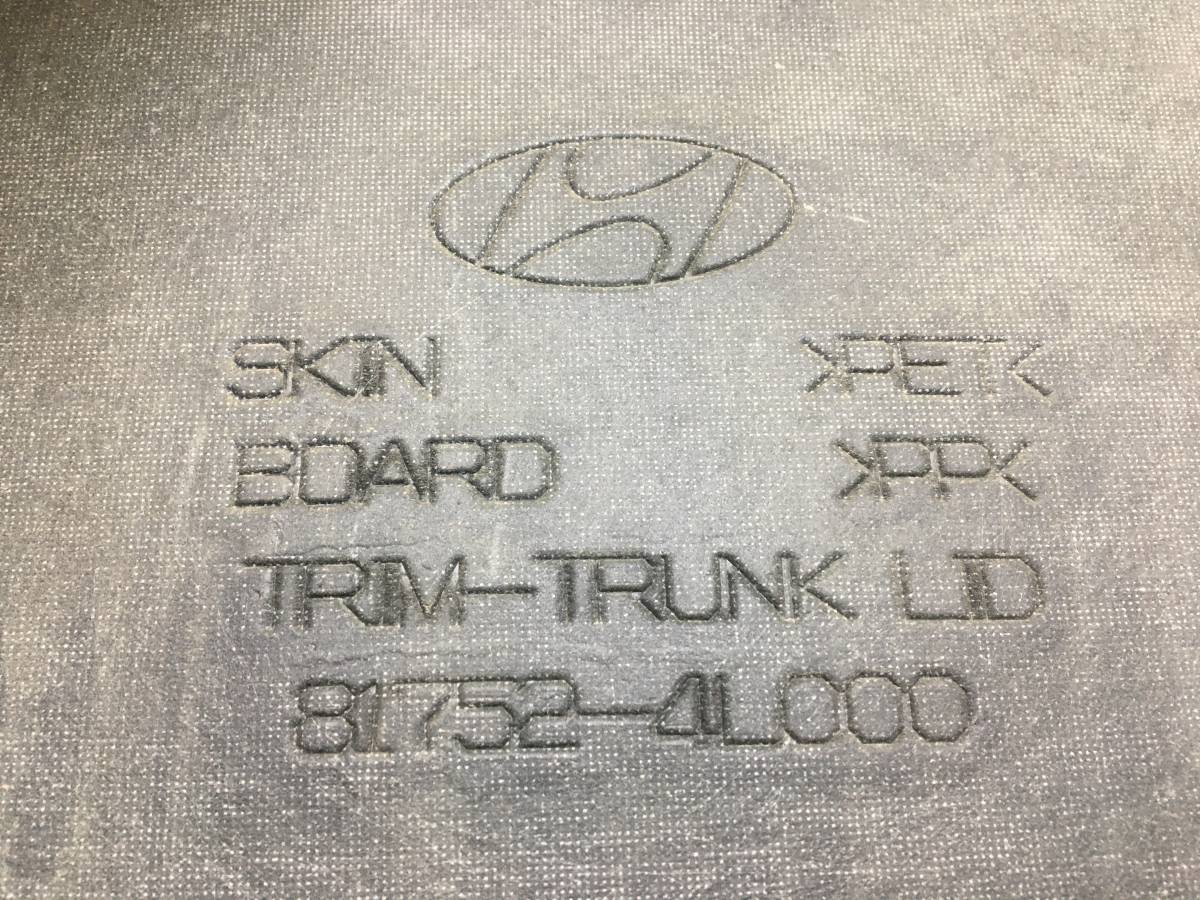 SKIN >PET<
BOARD >PP<
TRIM-TRUNK LID
81752-4L000